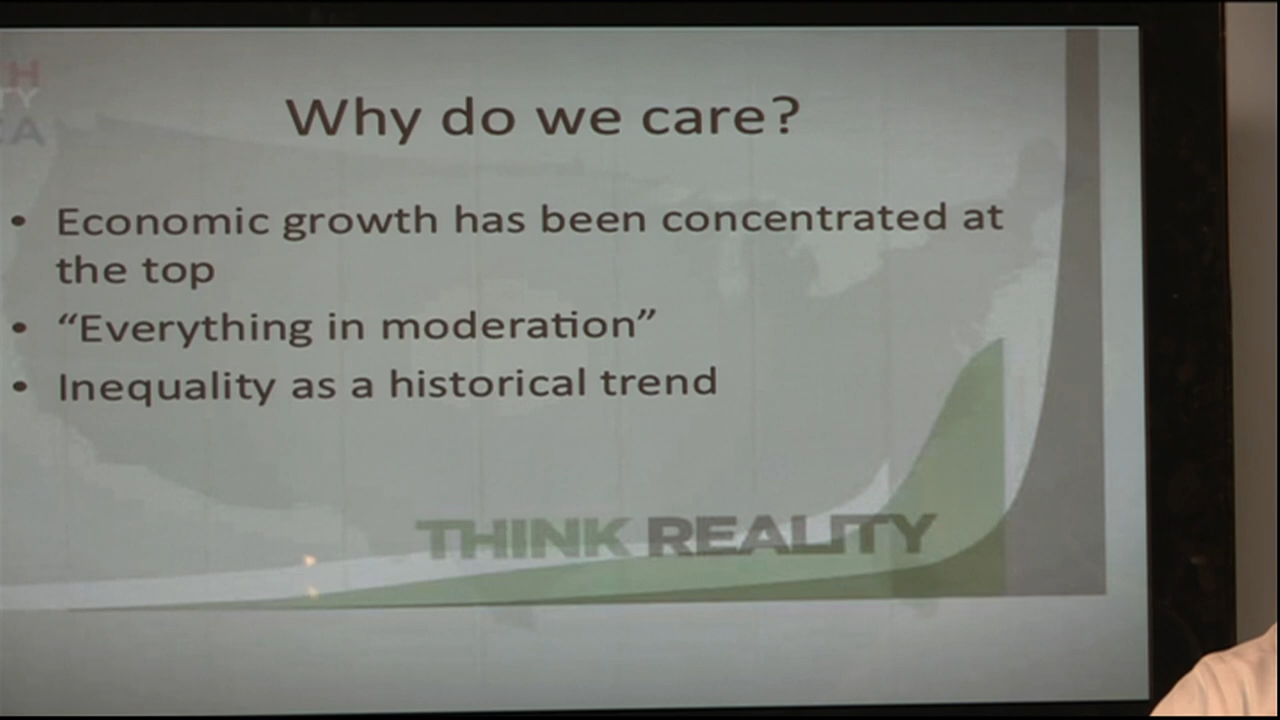 Why do we care?
• Economic growth has been concentrated at
the top
• “Everything in moderation”
• Inequality as a historical trend
THINK REALITY